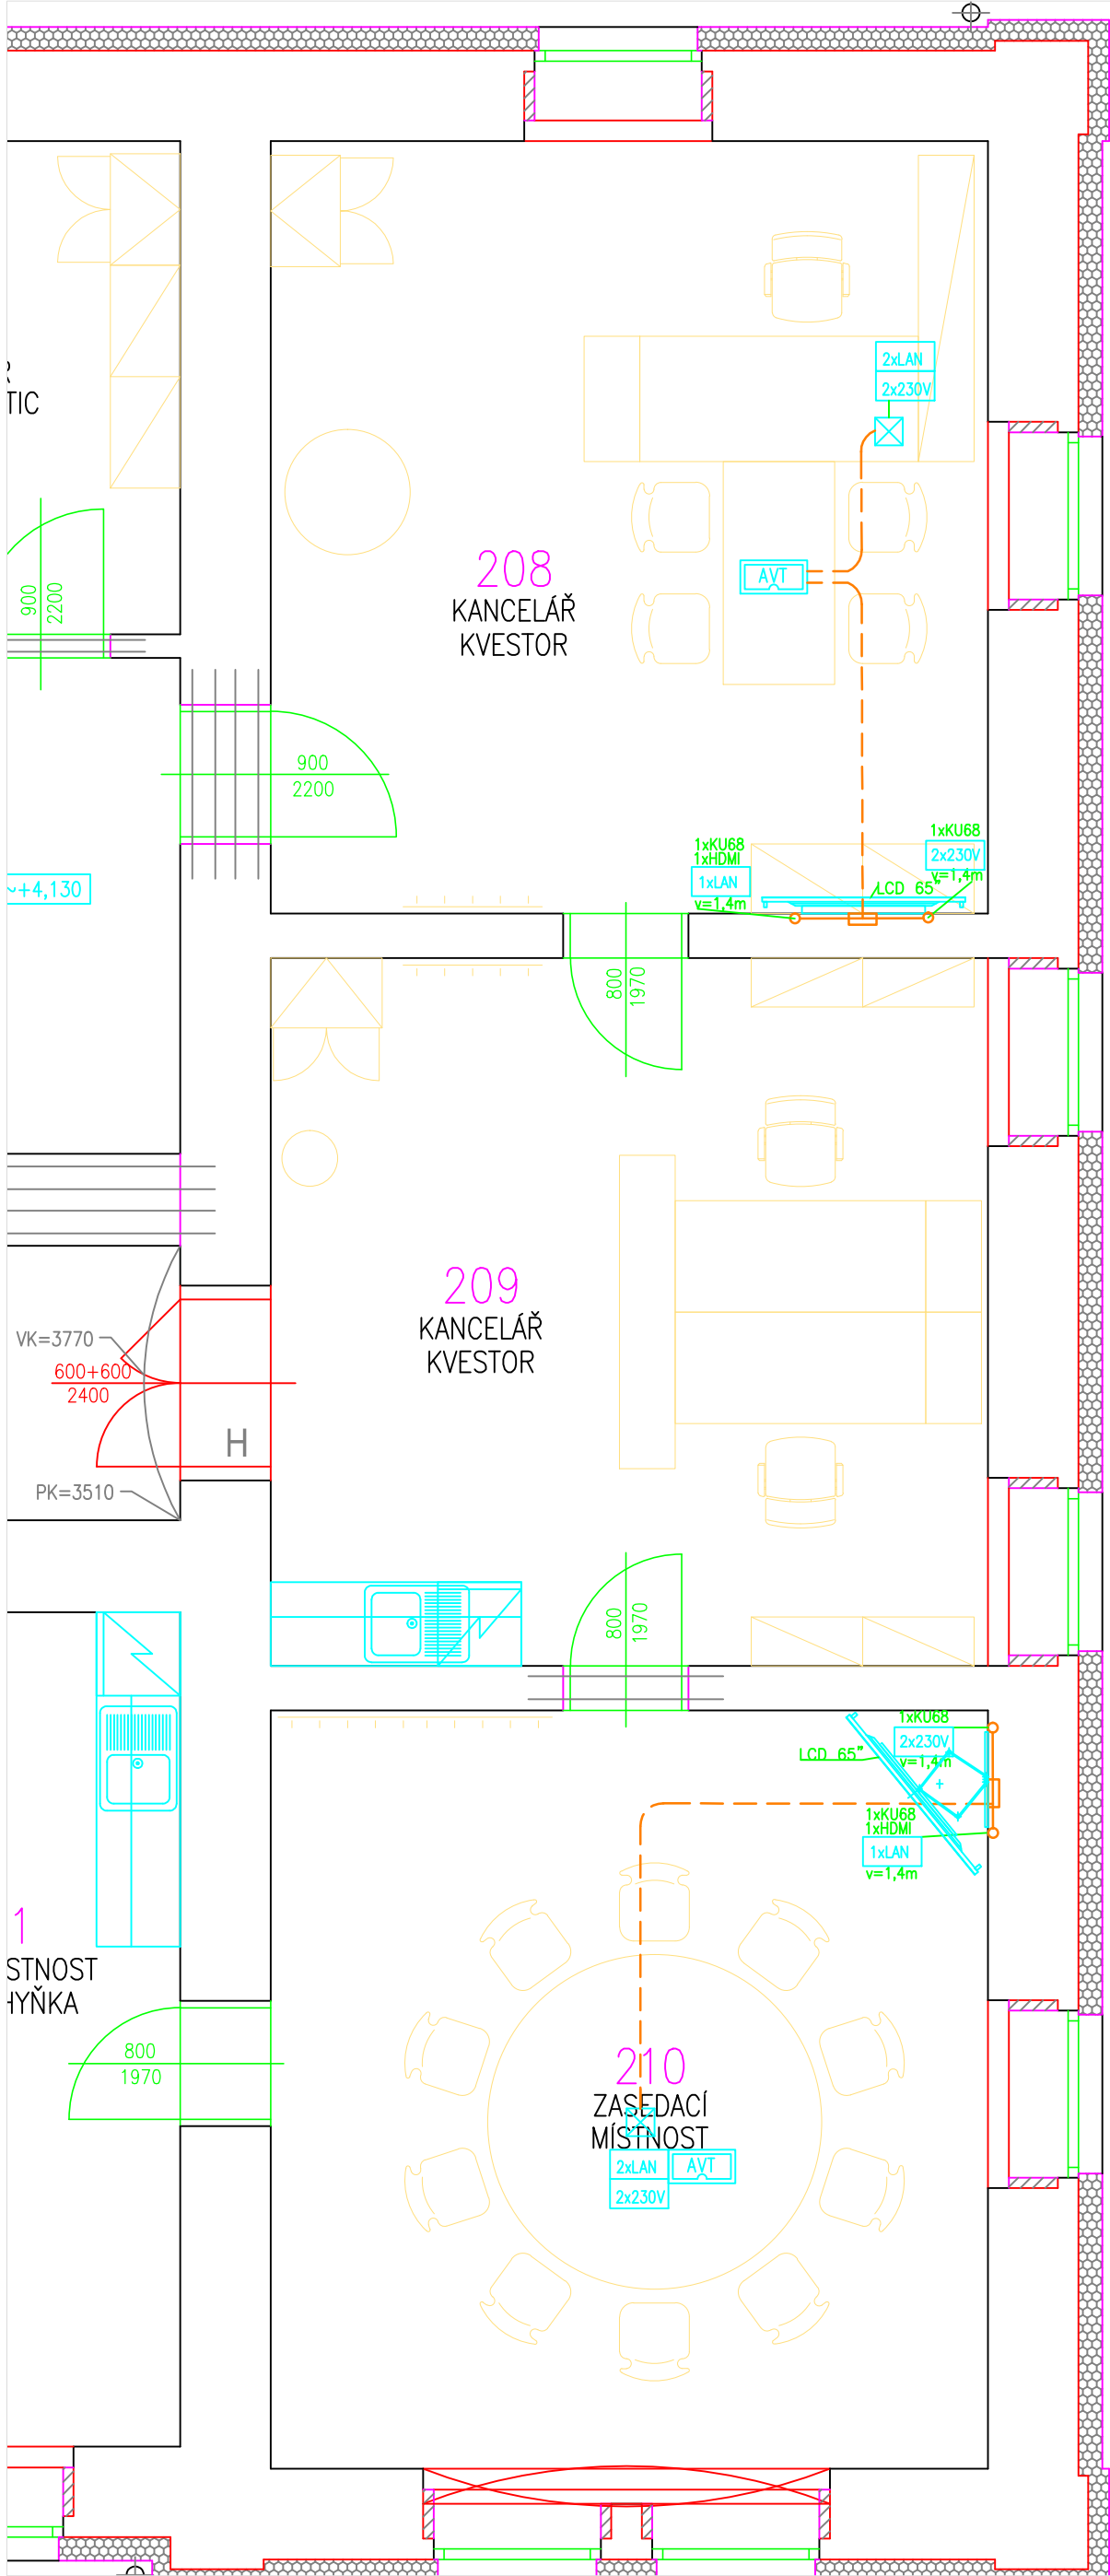 TIC
2xLAN
2x230V
900
2200
AVT
208
KANCELÁŘ
KVESTOR
900
2200
1xKU68
1xHDMI
1xLAN
v=1,4m
LCD 65"
1xKU68
2x230V
v=1,4m
~+4,130
800
1970
209
KANCELÁŘ
KVESTOR
VK=3770
600+600
2400
H
PK=3510
800
1970
1xKU68
2x230V
v=1,4m
LCD 65"
1xKU68
1xHDMI
1xLAN
v=1,4m
1
STNOST
HYŇKA
800
1970
210
ZASEDACÍ
MÍSTNOST
2xLAN
2x230V
AVT